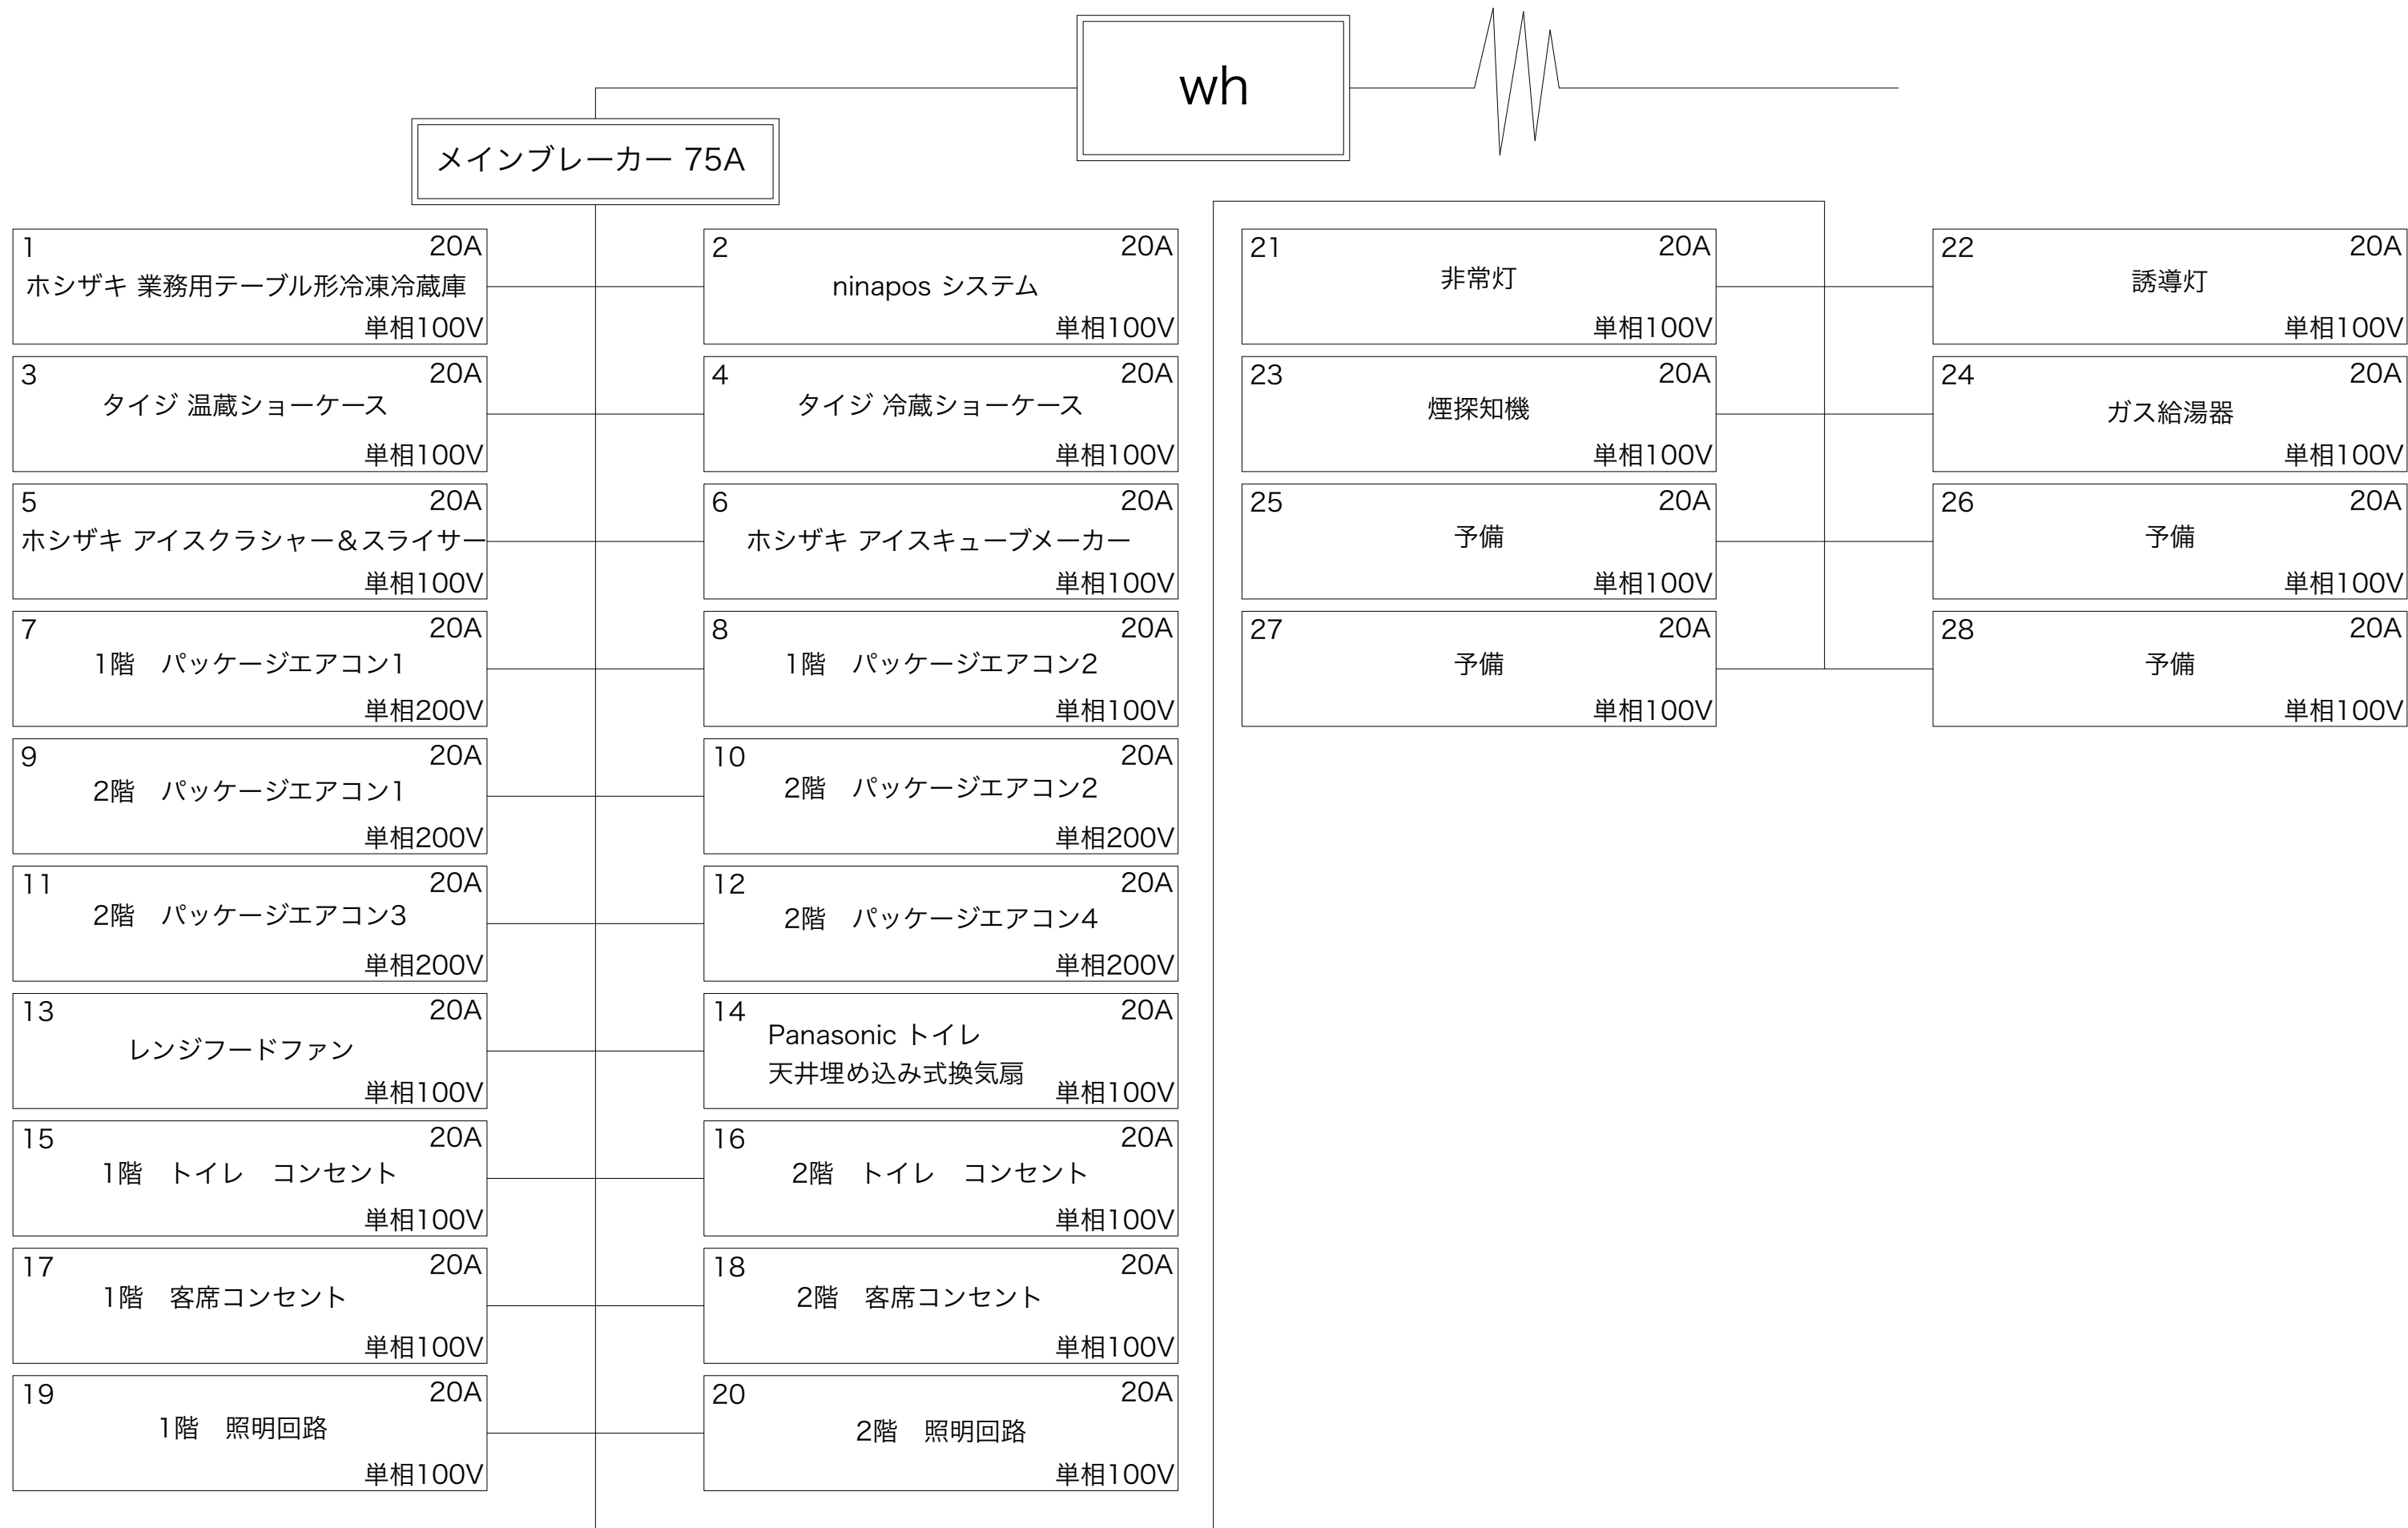 wh
メインブレーカー 75A
1 20A
ホシザキ 業務用テーブル形冷凍冷蔵庫
単相100V
2 20A
ninapos システム
単相100V
3 20A
タイジ 温蔵ショーケース
単相100V
4 20A
タイジ 冷蔵ショーケース
単相100V
5 20A
ホシザキ アイスクラシャー＆スライサー
単相100V
6 20A
ホシザキ アイスキューブメーカー
単相100V
7 20A
1階　パッケージエアコン1
単相200V
8 20A
1階　パッケージエアコン2
単相100V
9 20A
2階　パッケージエアコン1
単相200V
10 20A
2階　パッケージエアコン2
単相200V
11 20A
2階　パッケージエアコン3
単相200V
12 20A
2階　パッケージエアコン4
単相200V
13 20A
レンジフードファン
単相100V
14 20A
Panasonic トイレ
天井埋め込み式換気扇
単相100V
15 20A
1階　トイレ　コンセント
単相100V
16 20A
2階　トイレ　コンセント
単相100V
17 20A
1階　客席コンセント
単相100V
18 20A
2階　客席コンセント
単相100V
19 20A
1階　照明回路
単相100V
20 20A
2階　照明回路
単相100V
21 20A
非常灯
単相100V
22 20A
誘導灯
単相100V
23 20A
煙探知機
単相100V
24 20A
ガス給湯器
単相100V
25 20A
予備
単相100V
26 20A
予備
単相100V
27 20A
予備
単相100V
28 20A
予備
単相100V